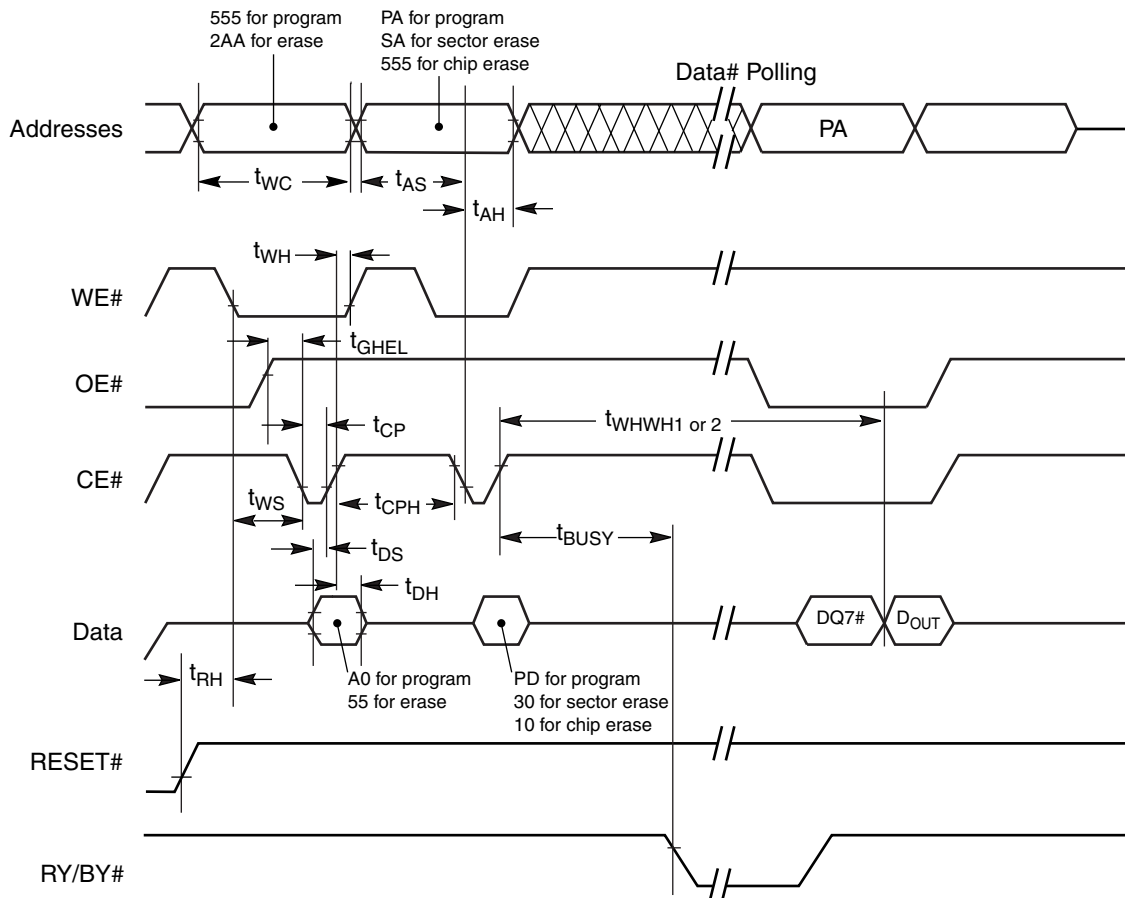 555 for program
2AA for erase
PA for program
SA for sector erase
555 for chip erase
Data# Polling
Addresses
PA
tWC
tAS
tAH
tWH
WE#
tGHEL
OE#
tWHWH1 or 2
tCP
CE#
tWS
tCPH
tBUSY
tDS
tDH
Data
DQ7#
DOUT
tRH
A0 for program
55 for erase
PD for program
30 for sector erase
10 for chip erase
RESET#
RY/BY#